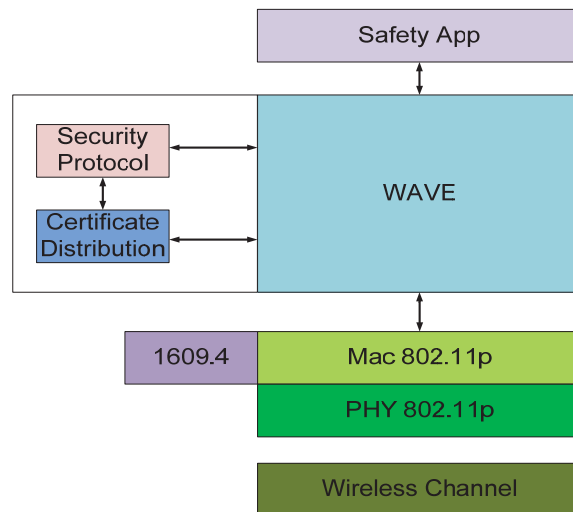 Safety App
Security
Protocol
WAVE
Certificate
Distribution
1609.4
Mac 802.11p
PHY 802.11p
Wireless Channel